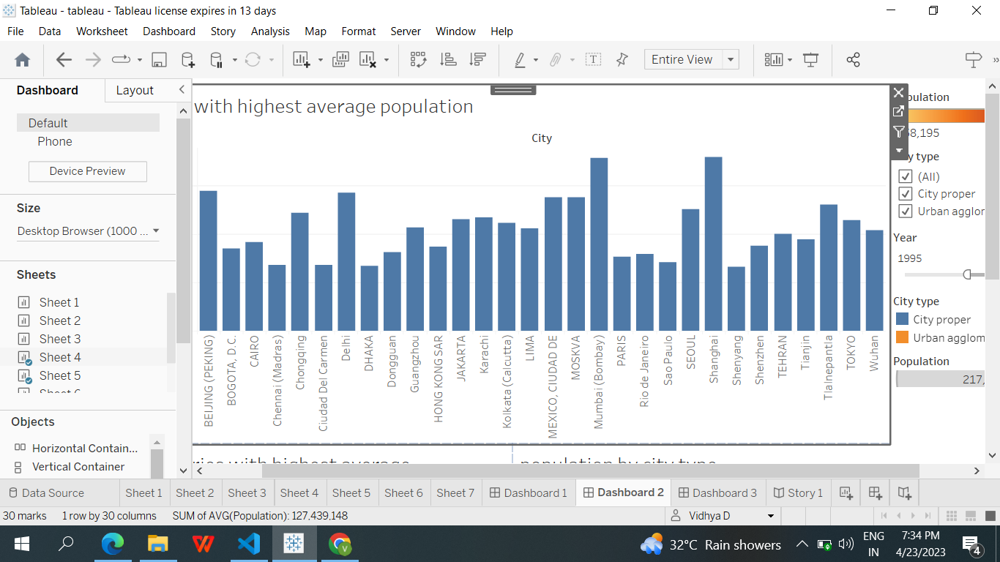 Tableau - tableau - Tableau license expires in 13 days
File Data Worksheet Dashboard Story Analysis Map Format Server Window Help
Entire View
Dashboard Layout
Default
Phone
Device Preview
Size
Desktop Browser (1000 ...
Sheets
Sheet 1
Sheet 2
Sheet 3
Sheet 4
Sheet 5
Objects
Horizontal Contain...
Vertical Container
with highest average population
City
BEIJING (PEKING)
BOGOTA, D.C.
CAIRO
Chennai (Madras)
Chongqing
Ciudad Del Carmen
Delhi
DHAKA
Dongguan
Guangzhou
HONG KONG SAR
JAKARTA
Karachi
Kolkata (Calcutta)
LIMA
MEXICO, CIUDAD DE
MOSKVA
Mumbai (Bombay)
PARIS
Rio de Janeiro
Sao Paulo
SEOUL
Shanghai
Shenyang
Shenzhen
TEHRAN
Tianjin
Tlalnepantla
TOKYO
Wuhan
pulation
58,195
y type
(All)
City proper
Urban agglor
Year
1995
City type
City proper
Urban agglom
Population
217,
ries with highest average
population by city type
Data Source Sheet 1 Sheet 2 Sheet 3 Sheet 4 Sheet 5 Sheet 6 Sheet 7 Dashboard 1 Dashboard 2 Dashboard 3 Story 1
30 marks 1 row by 30 columns SUM of AVG(Population): 127,439,148 Vidhya D
32°C Rain showers
ENG
IN
7:34 PM
4/23/2023
4